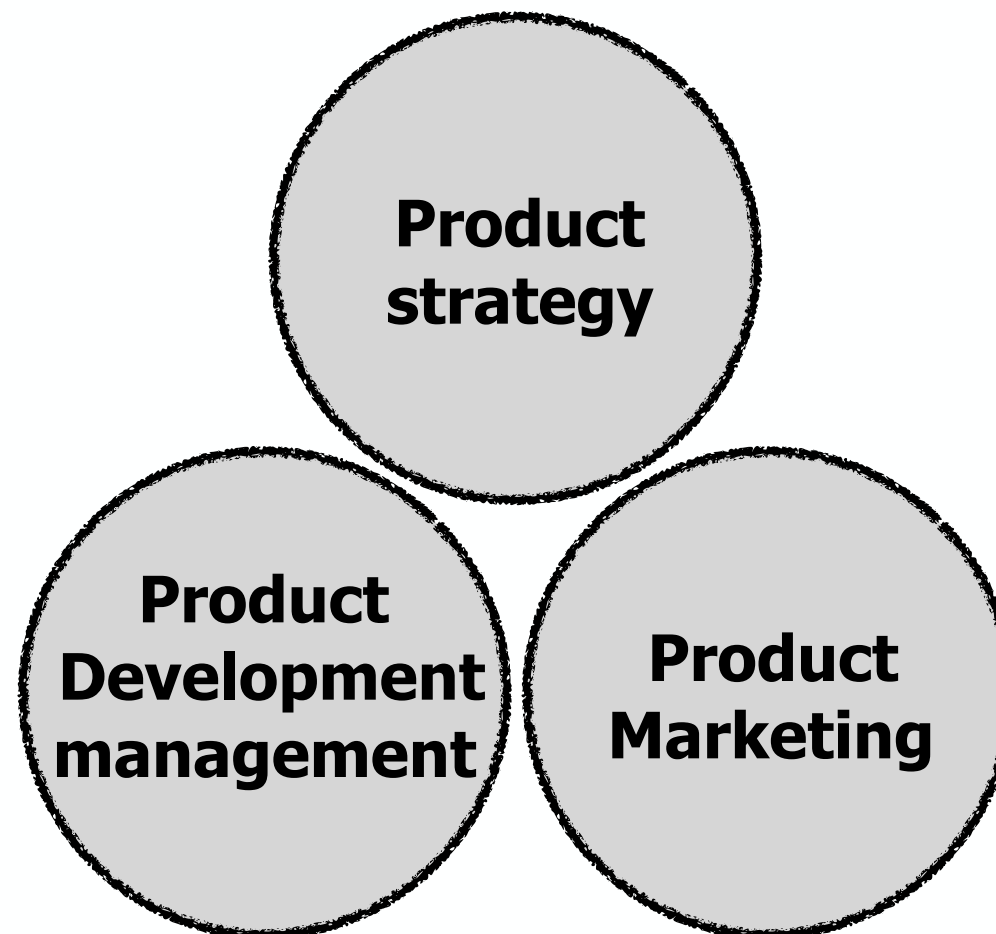 Product
strategy
Product
Development
management
Product
Marketing